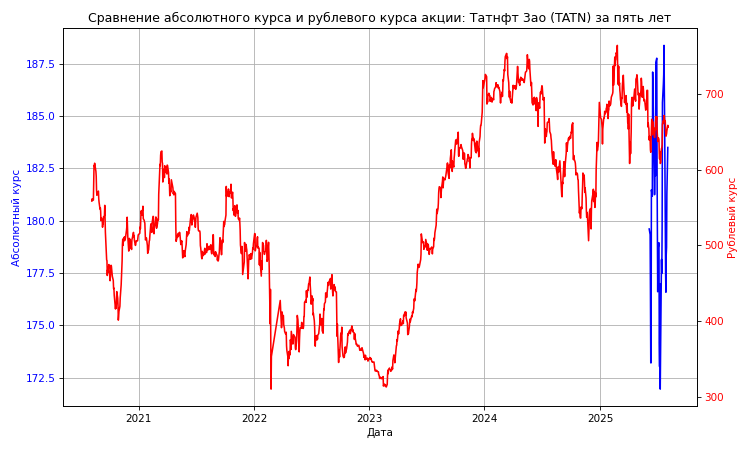 Сравнение абсолютного курса и рублевого курса акции: Татнфт 3ао (TATN) за пять лет
187.5
185.0
182.5
180.0
177.5
175.0
172.5
Абсолютный курс
700
600
500
400
300
Рублевый курс
2021 2022 2023 2024 2025
Дата